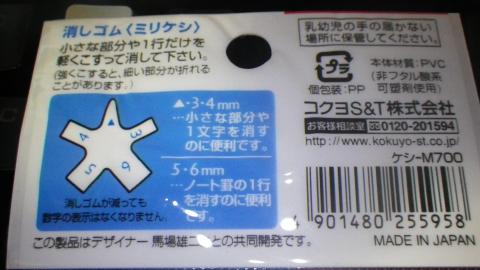 消しゴム〈ミリケシ〉
小さな部分や1行だけを
軽くこすって消して下さい。
(強くこすると、細い部分が折れる
ことがあります。)
▲ 3 4 5 6
▲・3・4mm
…小さな部分や
1文字を消す
のに便利です。
5・6mm
…ノート罫の1行
を消すのに便利
です。
消しゴムが減っても
数字の表示はなくなりません。
この製品はデザイナー 馬場雄二 との共同開発です。
乳幼児の手の届かない
場所に保管してください。
プラ
個包装:PP
本体材質:PVC
(非フタル酸系
可塑剤使用)
コクヨS&T株式会社
お客様相談室 0120-201594
http://www.kokuyo-st.co.jp/
ケシ-M700
4 901480 255958
MADE IN JAPAN